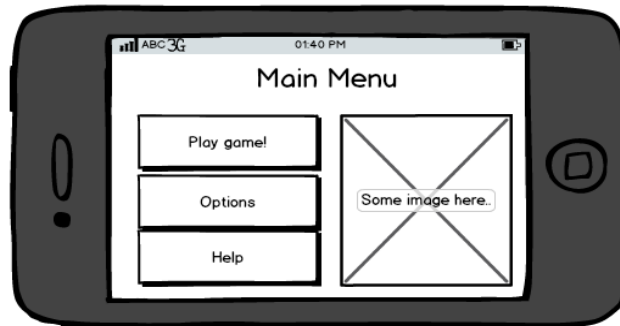 ABC 3G 01:40 PM
Main Menu
Play game!
Options
Help
Some image here..